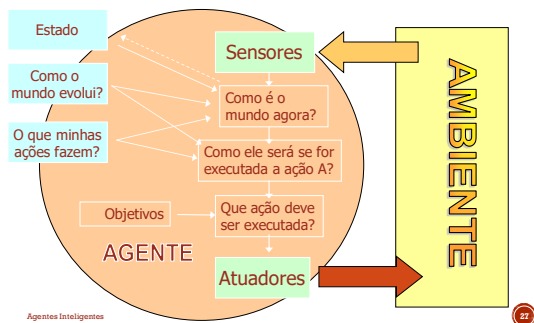 Estado
Sensores
Como o
mundo evolui?
Como é o
mundo agora?
O que minhas
ações fazem?
Como ele será se for
executada a ação A?
Objetivos
Que ação deve
ser executada?
AGENTE
Atuadores
AMBIENTE
Agentes Inteligentes
27